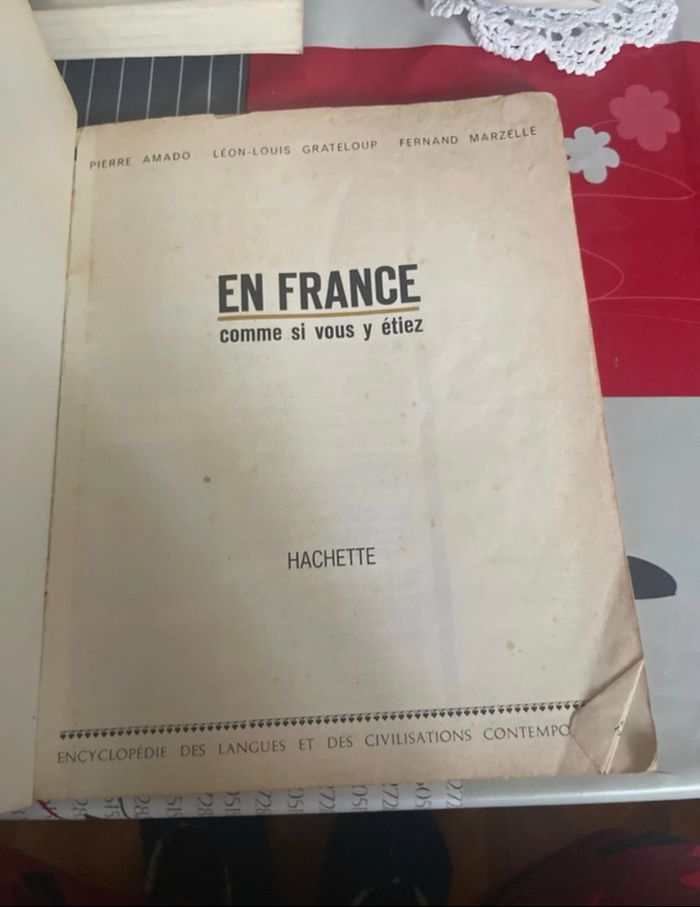 PIERRE AMADO LÉON-LOUIS GRATELOUP FERNAND MARZELLE
EN FRANCE
comme si vous y étiez
HACHETTE
ENCYCLOPÉDIE DES LANGUES ET DES CIVILISATIONS CONTEMPO